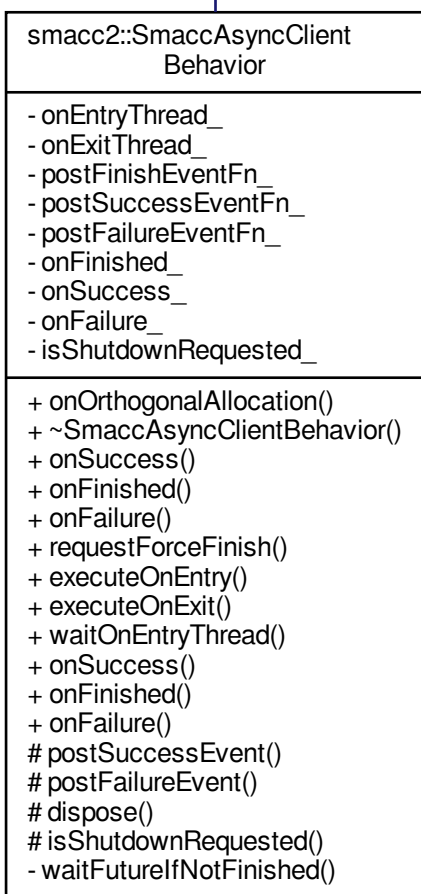 smacc2::SmaccAsyncClient
Behavior
- onEntryThread_
- onExitThread_
- postFinishEventFn_
- postSuccessEventFn_
- postFailureEventFn_
- onFinished_
- onSuccess_
- onFailure_
- isShutdownRequested_
+ onOrthogonalAllocation()
+ ~SmaccAsyncClientBehavior()
+ onSuccess()
+ onFinished()
+ onFailure()
+ requestForceFinish()
+ executeOnEntry()
+ executeOnExit()
+ waitOnEntryThread()
+ onSuccess()
+ onFinished()
+ onFailure()
# postSuccessEvent()
# postFailureEvent()
# dispose()
# isShutdownRequested()
- waitFutureIfNotFinished()